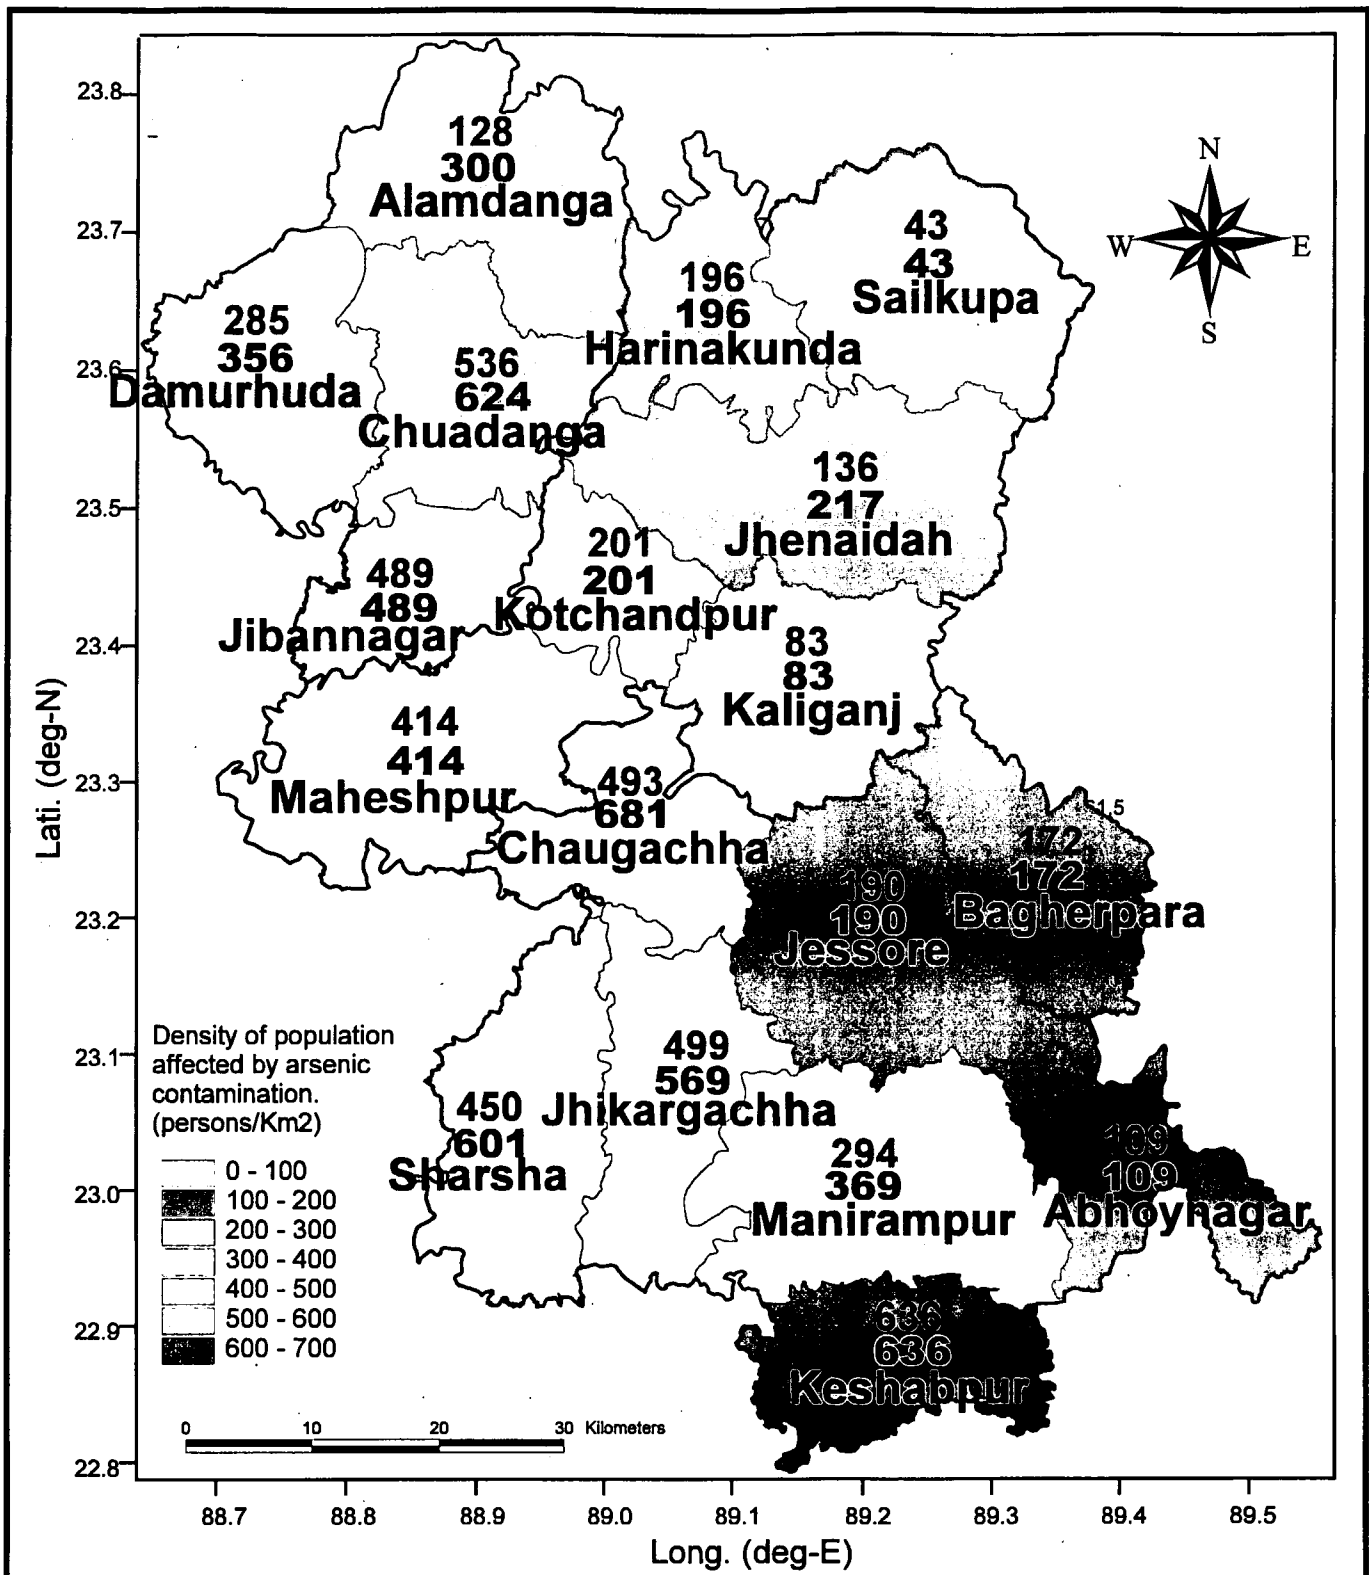 23.8
23.7
23.6
23.5
23.4
23.3
23.2
23.1
23.0
22.9
22.8
Lati. (deg-N)
N
W
E
S
128
300
Alamdanga
43
43
Sailkupa
196
196
Harinakunda
285
356
Damurhuda
536
624
Chuadanga
136
217
Jhenaidah
201
201
Kotchandpur
489
489
Jibannagar
83
83
Kaliganj
414
414
Maheshpur
493
681
Chaugachha
172
172
Bagherpara
190
190
Jessore
499
569
Jhikargachha
450
601
Sharsha
294
369
Manirampur
109
109
Abhoynagar
636
636
Keshabpur
Density of population
affected by arsenic
contamination.
(persons/Km2)
0 - 100
100 - 200
200 - 300
300 - 400
400 - 500
500 - 600
600 - 700
0 10 20 30 Kilometers
88.7 88.8 88.9 89.0 89.1 89.2 89.3 89.4 89.5
Long. (deg-E)